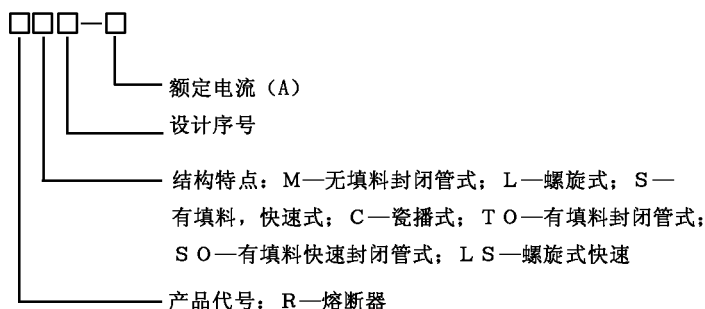 □□□—□
额定电流（A）
设计序号
结构特点：M—无填料封闭管式；L—螺旋式；S—
有填料，快速式；C—瓷播式；TO—有填料封闭管式；
SO—有填料快速封闭管式；LS—螺旋式快速
产品代号：R—熔断器